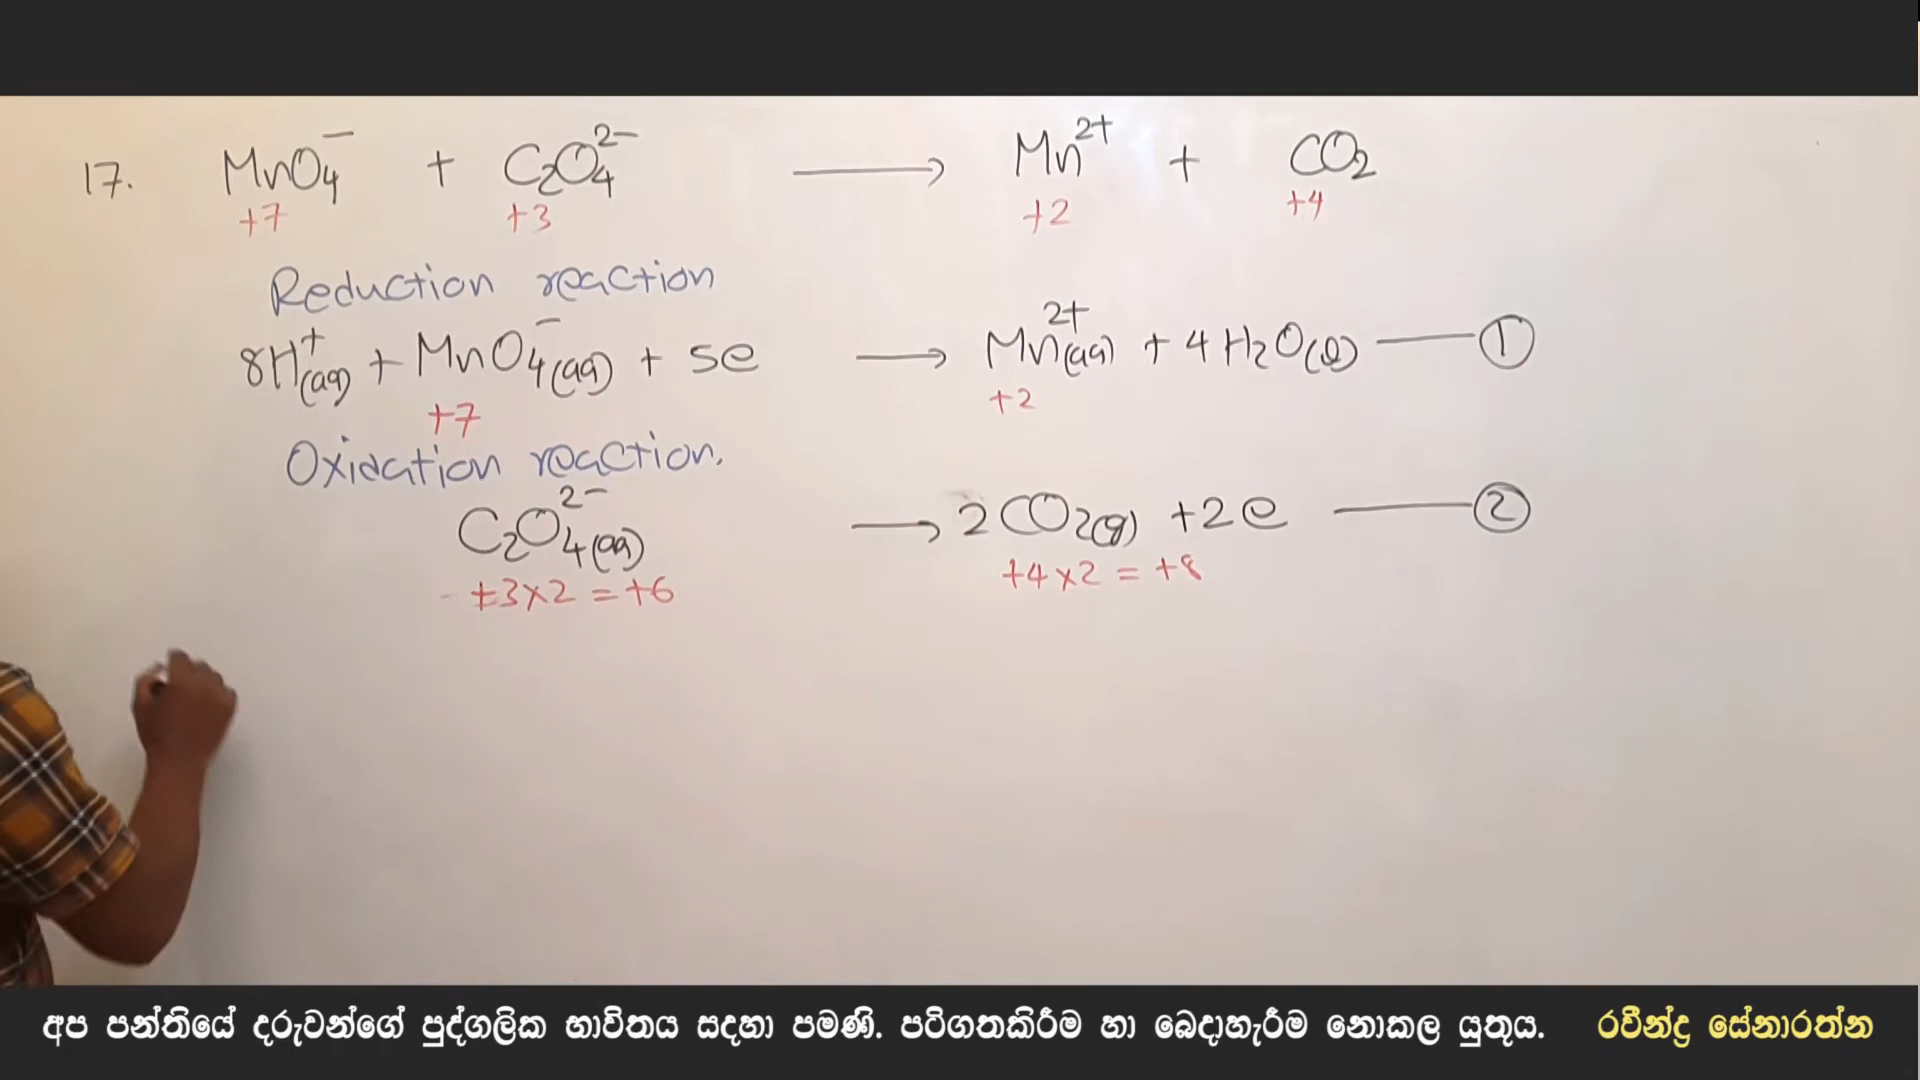 17. MnO₄⁻ + C₂O₄²⁻ ⟶ Mn²⁺ + CO₂
+7 +3 +2 +4
Reduction reaction
8H⁺(aq) + MnO₄⁻(aq) + 5e ⟶ Mn²⁺(aq) + 4H₂O(l) — ①
+7 +2
Oxidation reaction.
C₂O₄²⁻(aq) ⟶ 2CO₂(g) + 2e — ②
+3×2 = +6 +4×2 = +8
අප පන්තියේ දරුවන්ගේ පුද්ගලික භාවිතය සදහා පමණි. පටිගතකිරීම හා බෙදාහැරීම නොකල යුතුය. රවීන්ද්‍ර සේනාරත්න